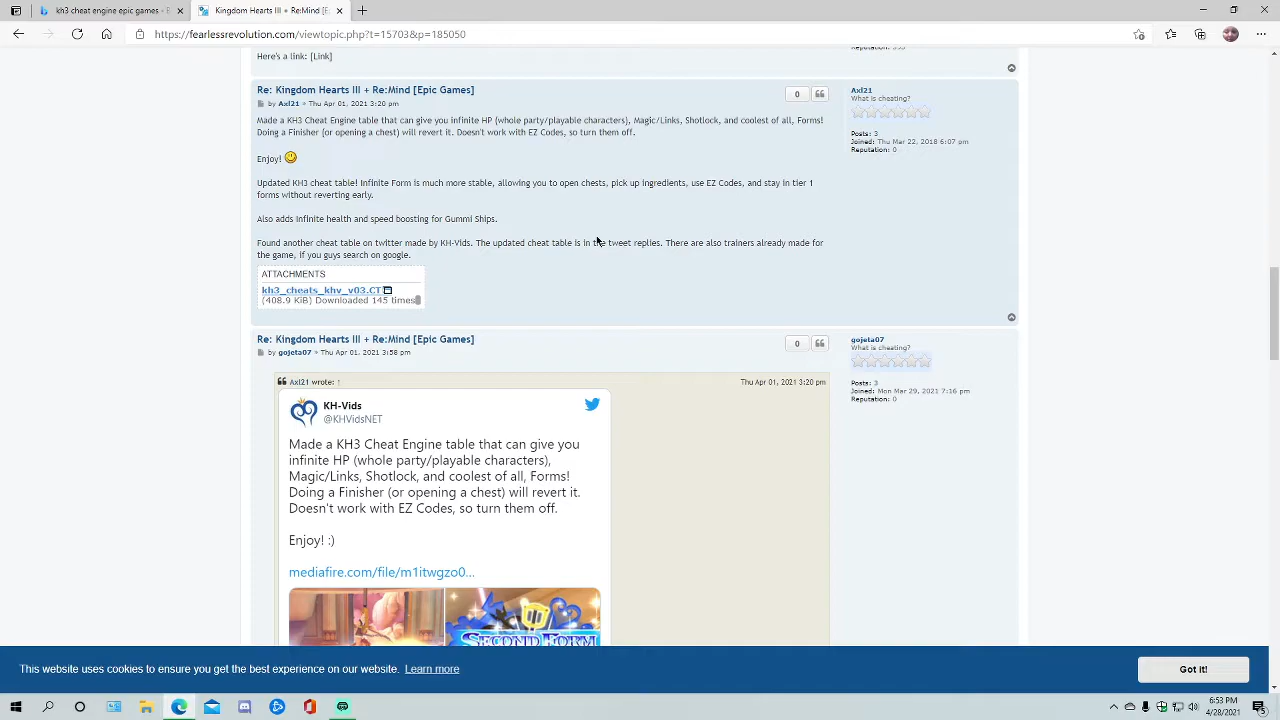 kh3 cheat engine epic games - E
Kingdom Hearts III + Re:Mind [E
https://fearlessrevolution.com/viewtopic.php?t=15703&p=185050
Here's a link: [Link]
Re: Kingdom Hearts III + Re:Mind [Epic Games]
by Axl21 » Thu Apr 01, 2021 3:20 pm
0
Made a KH3 Cheat Engine table that can give you infinite HP (whole party/playable characters), Magic/Links, Shotlock, and coolest of all, Forms!
Doing a Finisher (or opening a chest) will revert it. Doesn't work with EZ Codes, so turn them off.
Enjoy!
Updated KH3 cheat table! Infinite Form is much more stable, allowing you to open chests, pick up ingredients, use EZ Codes, and stay in tier 1
forms without reverting early.
Also adds Infinite health and speed boosting for Gummi Ships.
Found another cheat table on twitter made by KH-Vids. The updated cheat table is in the tweet replies. There are also trainers already made for
the game, if you guys search on google.
ATTACHMENTS
kh3_cheats_khv_v03.CT
(408.9 KiB) Downloaded 145 times
Axl21
What is cheating?
Posts: 3
Joined: Thu Mar 22, 2018 6:07 pm
Reputation: 0
Re: Kingdom Hearts III + Re:Mind [Epic Games]
by gojeta07 » Thu Apr 01, 2021 3:58 pm
0
gojeta07
What is cheating?
Posts: 3
Joined: Mon Mar 29, 2021 7:16 pm
Reputation: 0
Axl21 wrote: ↑
Thu Apr 01, 2021 3:20 pm
KH-Vids
@KHVidsNET
Made a KH3 Cheat Engine table that can give you
infinite HP (whole party/playable characters),
Magic/Links, Shotlock, and coolest of all, Forms!
Doing a Finisher (or opening a chest) will revert it.
Doesn't work with EZ Codes, so turn them off.
Enjoy! :)
mediafire.com/file/m1itwgzo0...
SECOND FORM
This website uses cookies to ensure you get the best experience on our website. Learn more
Got it!
6:53 PM
4/28/2021